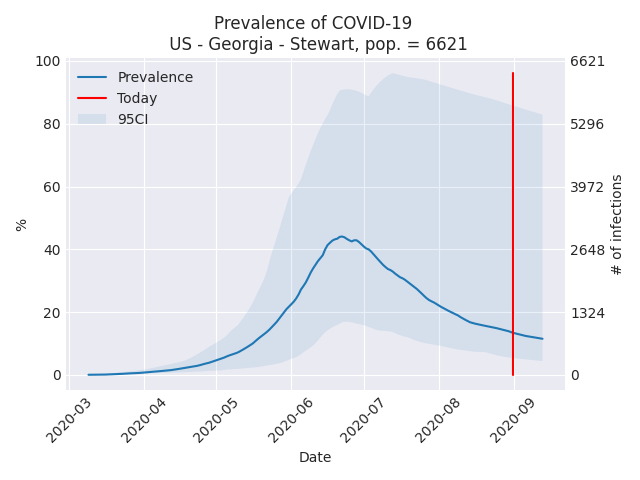 Prevalence of COVID-19
US - Georgia - Stewart, pop. = 6621
Prevalence
Today
95CI
100
80
60
40
20
0
%
6621
5296
3972
2648
1324
0
# of infections
2020-03
2020-04
2020-05
2020-06
2020-07
2020-08
2020-09
Date